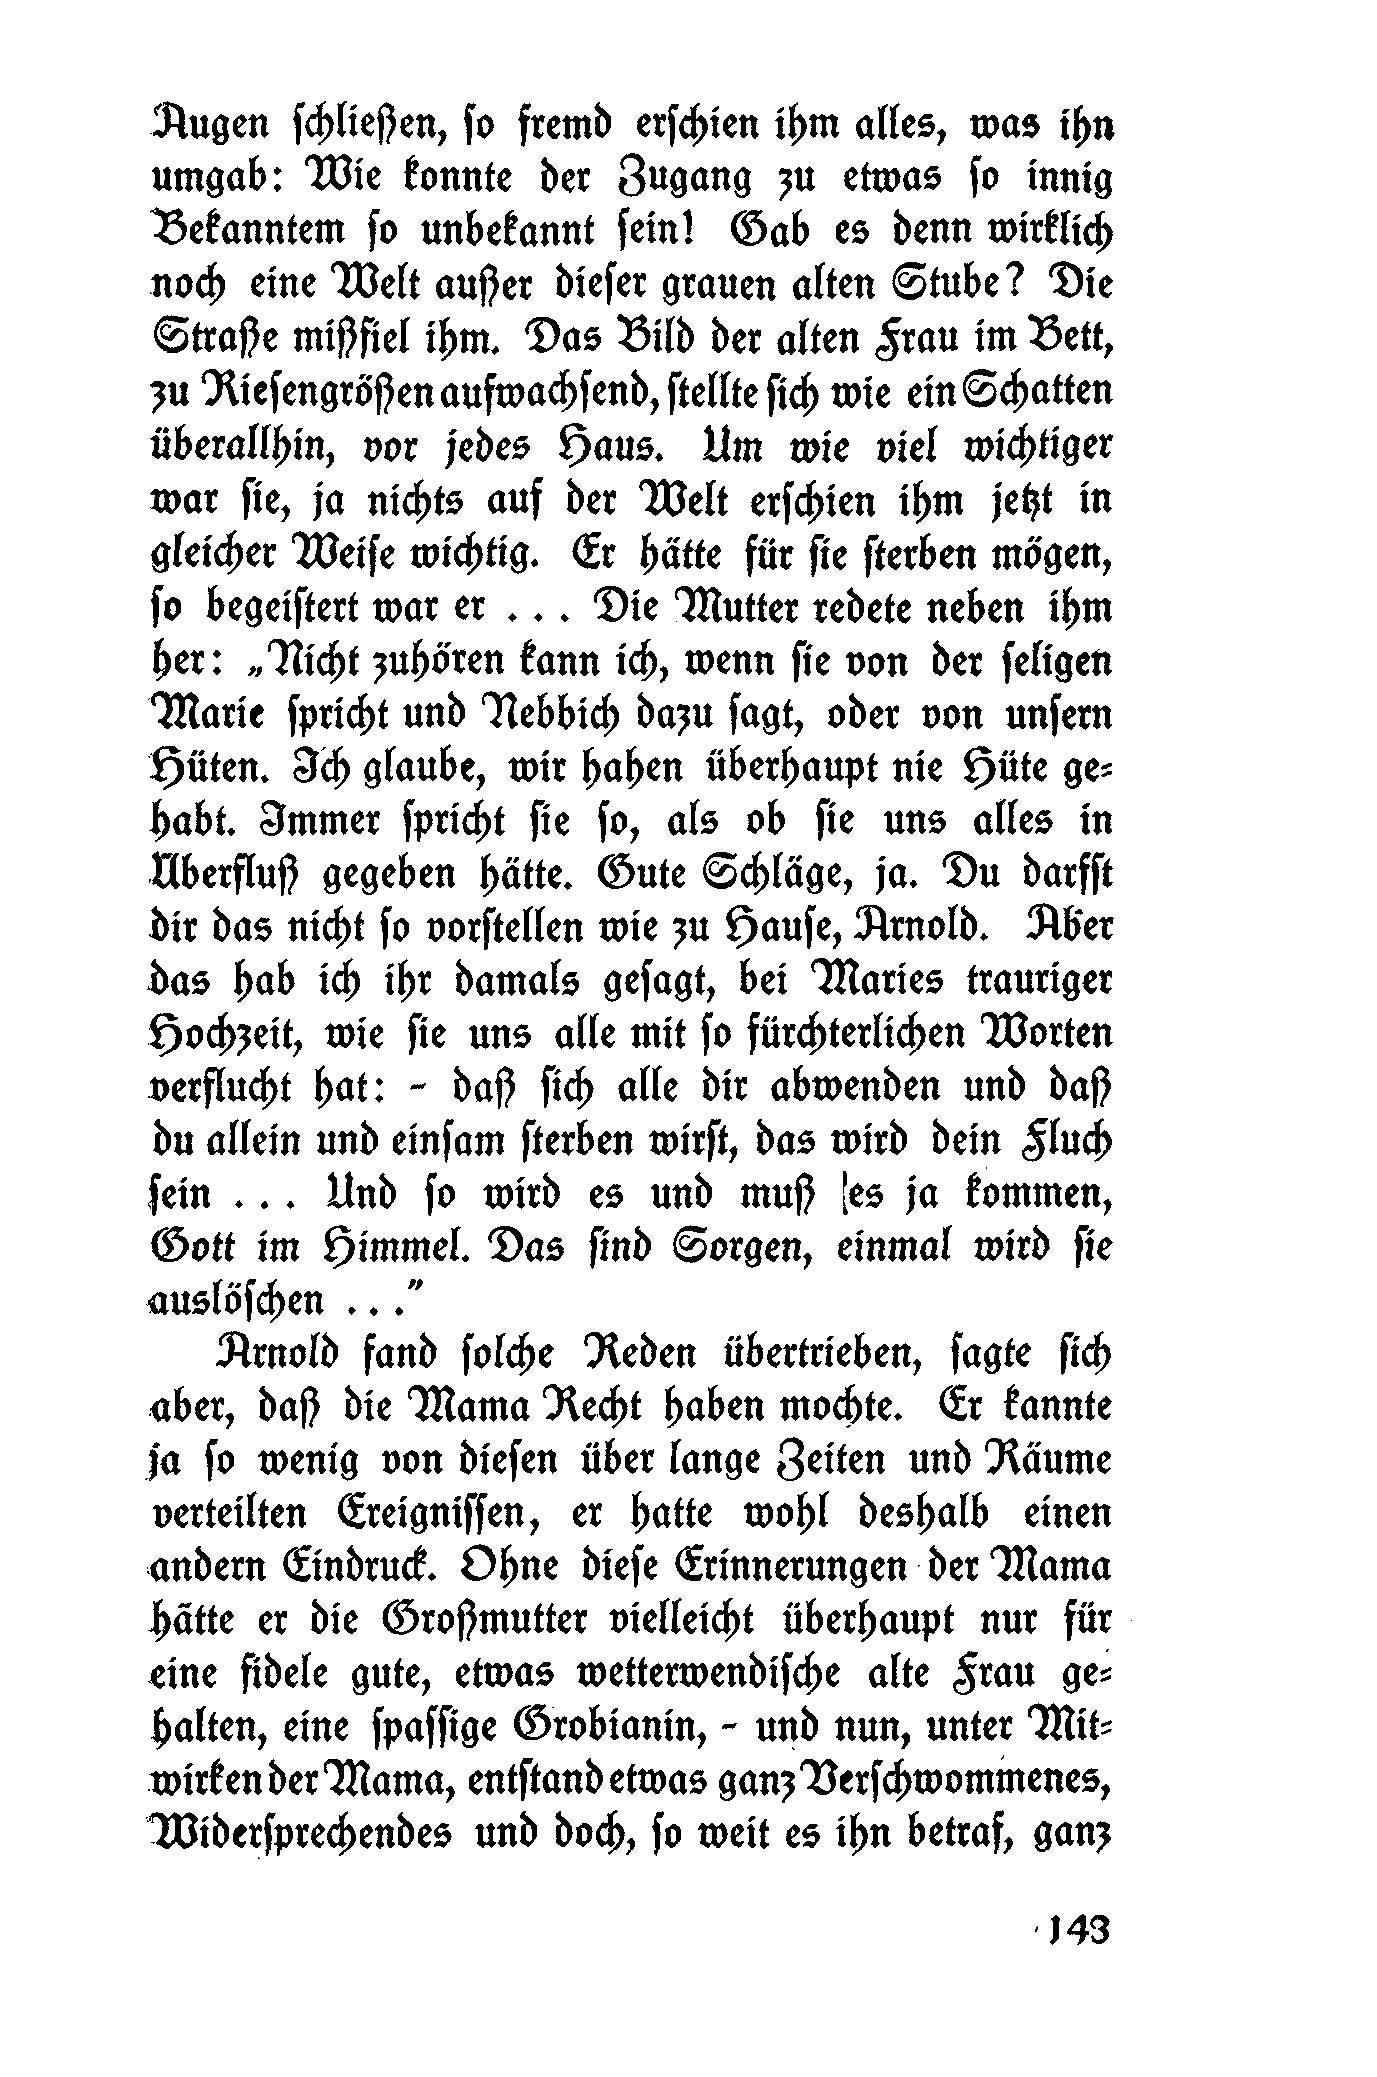 Augen schließen, so fremd erschien ihm alles, was ihn
umgab: Wie konnte der Zugang zu etwas so innig
Bekanntem so unbekannt sein! Gab es denn wirklich
noch eine Welt außer dieser grauen alten Stube? Die
Straße mißfiel ihm. Das Bild der alten Frau im Bett,
zu Riesengrößen aufwachsend, stellte sich wie ein Schatten
überallhin, vor jedes Haus. Um wie viel wichtiger
war sie, ja nichts auf der Welt erschien ihm jetzt in
gleicher Weise wichtig. Er hätte für sie sterben mögen,
so begeistert war er . . . Die Mutter redete neben ihm
her: „Nicht zuhören kann ich, wenn sie von der seligen
Marie spricht und Nebbich dazu sagt, oder von unsern
Hüten. Ich glaube, wir hahen überhaupt nie Hüte ge-
habt. Immer spricht sie so, als ob sie uns alles in
Überfluß gegeben hätte. Gute Schläge, ja. Du darfst
dir das nicht so vorstellen wie zu Hause, Arnold. Aber
das hab ich ihr damals gesagt, bei Maries trauriger
Hochzeit, wie sie uns alle mit so fürchterlichen Worten
verflucht hat: - daß sich alle dir abwenden und daß
du allein und einsam sterben wirst, das wird dein Fluch
sein . . . Und so wird es und muß es ja kommen,
Gott im Himmel. Das sind Sorgen, einmal wird sie
auslöschen . . ."
Arnold fand solche Reden übertrieben, sagte sich
aber, daß die Mama Recht haben mochte. Er kannte
ja so wenig von diesen über lange Zeiten und Räume
verteilten Ereignissen, er hatte wohl deshalb einen
andern Eindruck. Ohne diese Erinnerungen der Mama
hätte er die Großmutter vielleicht überhaupt nur für
eine fidele gute, etwas wetterwendische alte Frau ge-
halten, eine spassige Grobianin, - und nun, unter Mit-
wirken der Mama, entstand etwas ganz Verschwommenes,
Widersprechendes und doch, so weit es ihn betraf, ganz
143